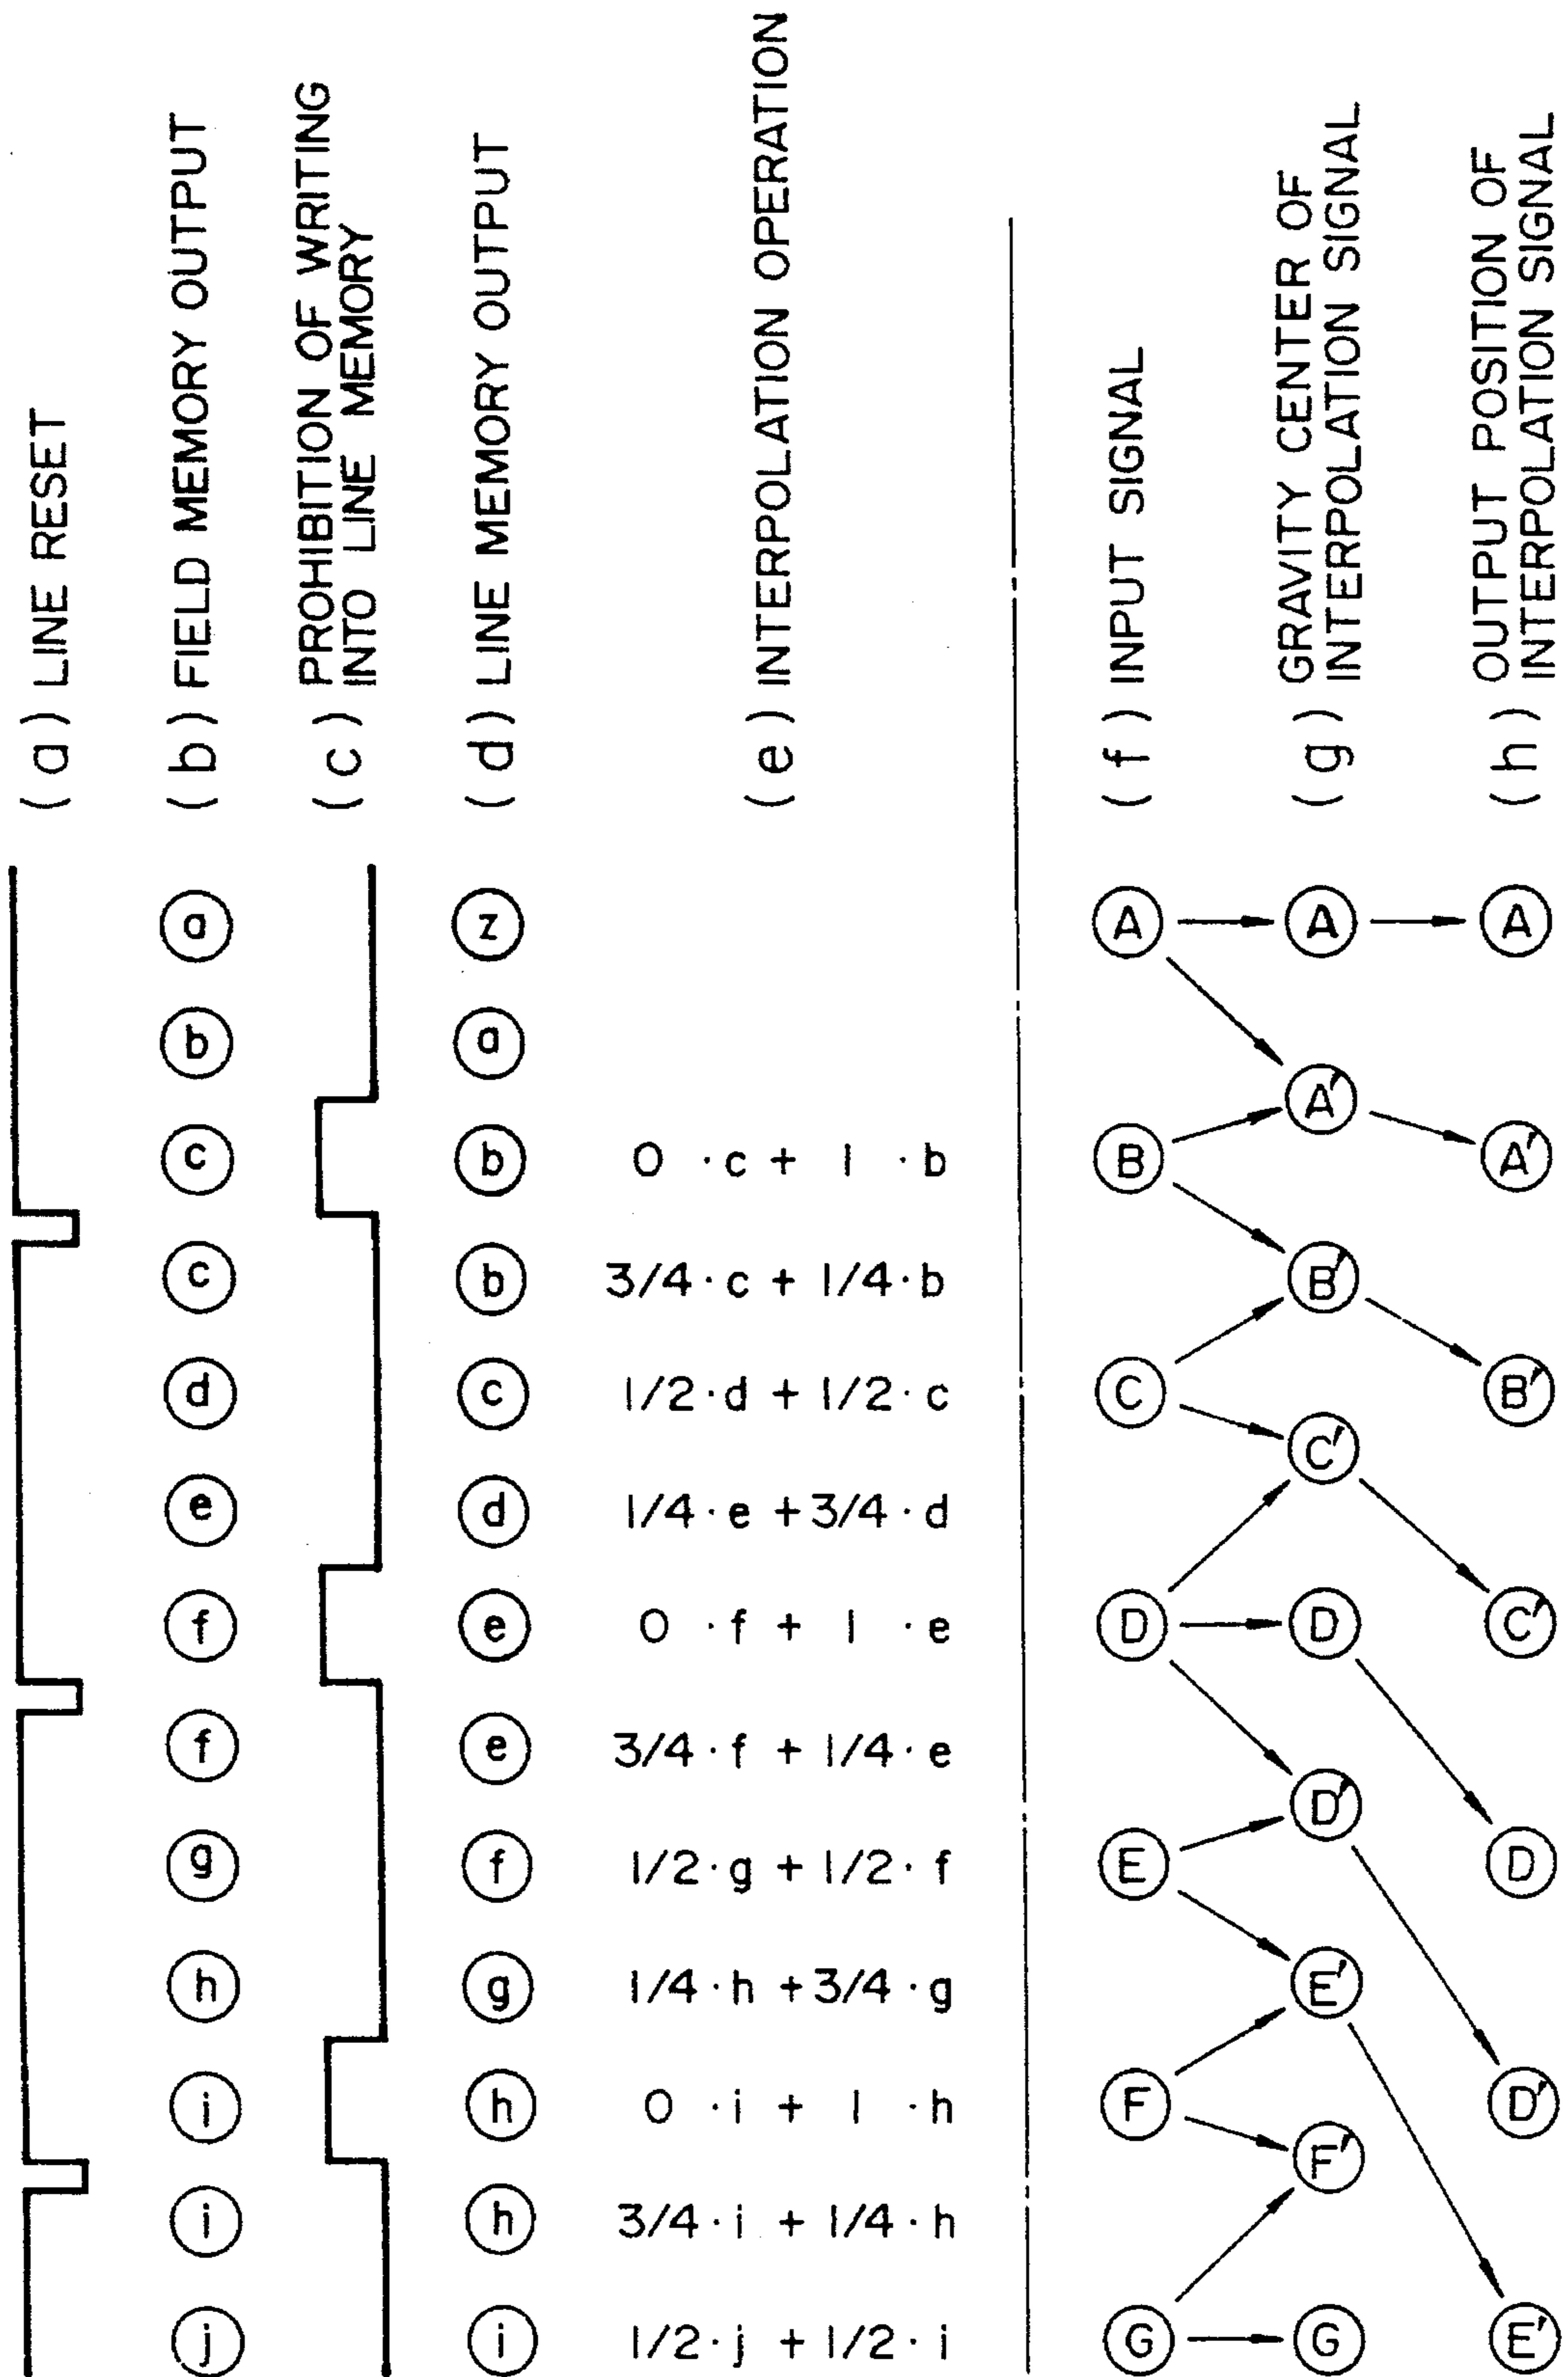 (a) LINE RESET
(b) FIELD MEMORY OUTPUT
(c) PROHIBITION OF WRITING
INTO LINE MEMORY
(d) LINE MEMORY OUTPUT
(e) INTERPOLATION OPERATION
(f) INPUT SIGNAL
(g) GRAVITY CENTER OF
INTERPOLATION SIGNAL
(h) OUTPUT POSITION OF
INTERPOLATION SIGNAL
a z A A A
b a A'
c b 0 · c + 1 · b B A'
c b 3/4 · c + 1/4 · b B'
d c 1/2 · d + 1/2 · c C B'
e d 1/4 · e + 3/4 · d C'
f e 0 · f + 1 · e D D C'
f e 3/4 · f + 1/4 · e D'
g f 1/2 · g + 1/2 · f E D
h g 1/4 · h + 3/4 · g E'
i h 0 · i + 1 · h F D'
i h 3/4 · i + 1/4 · h F'
j i 1/2 · j + 1/2 · i G G E'